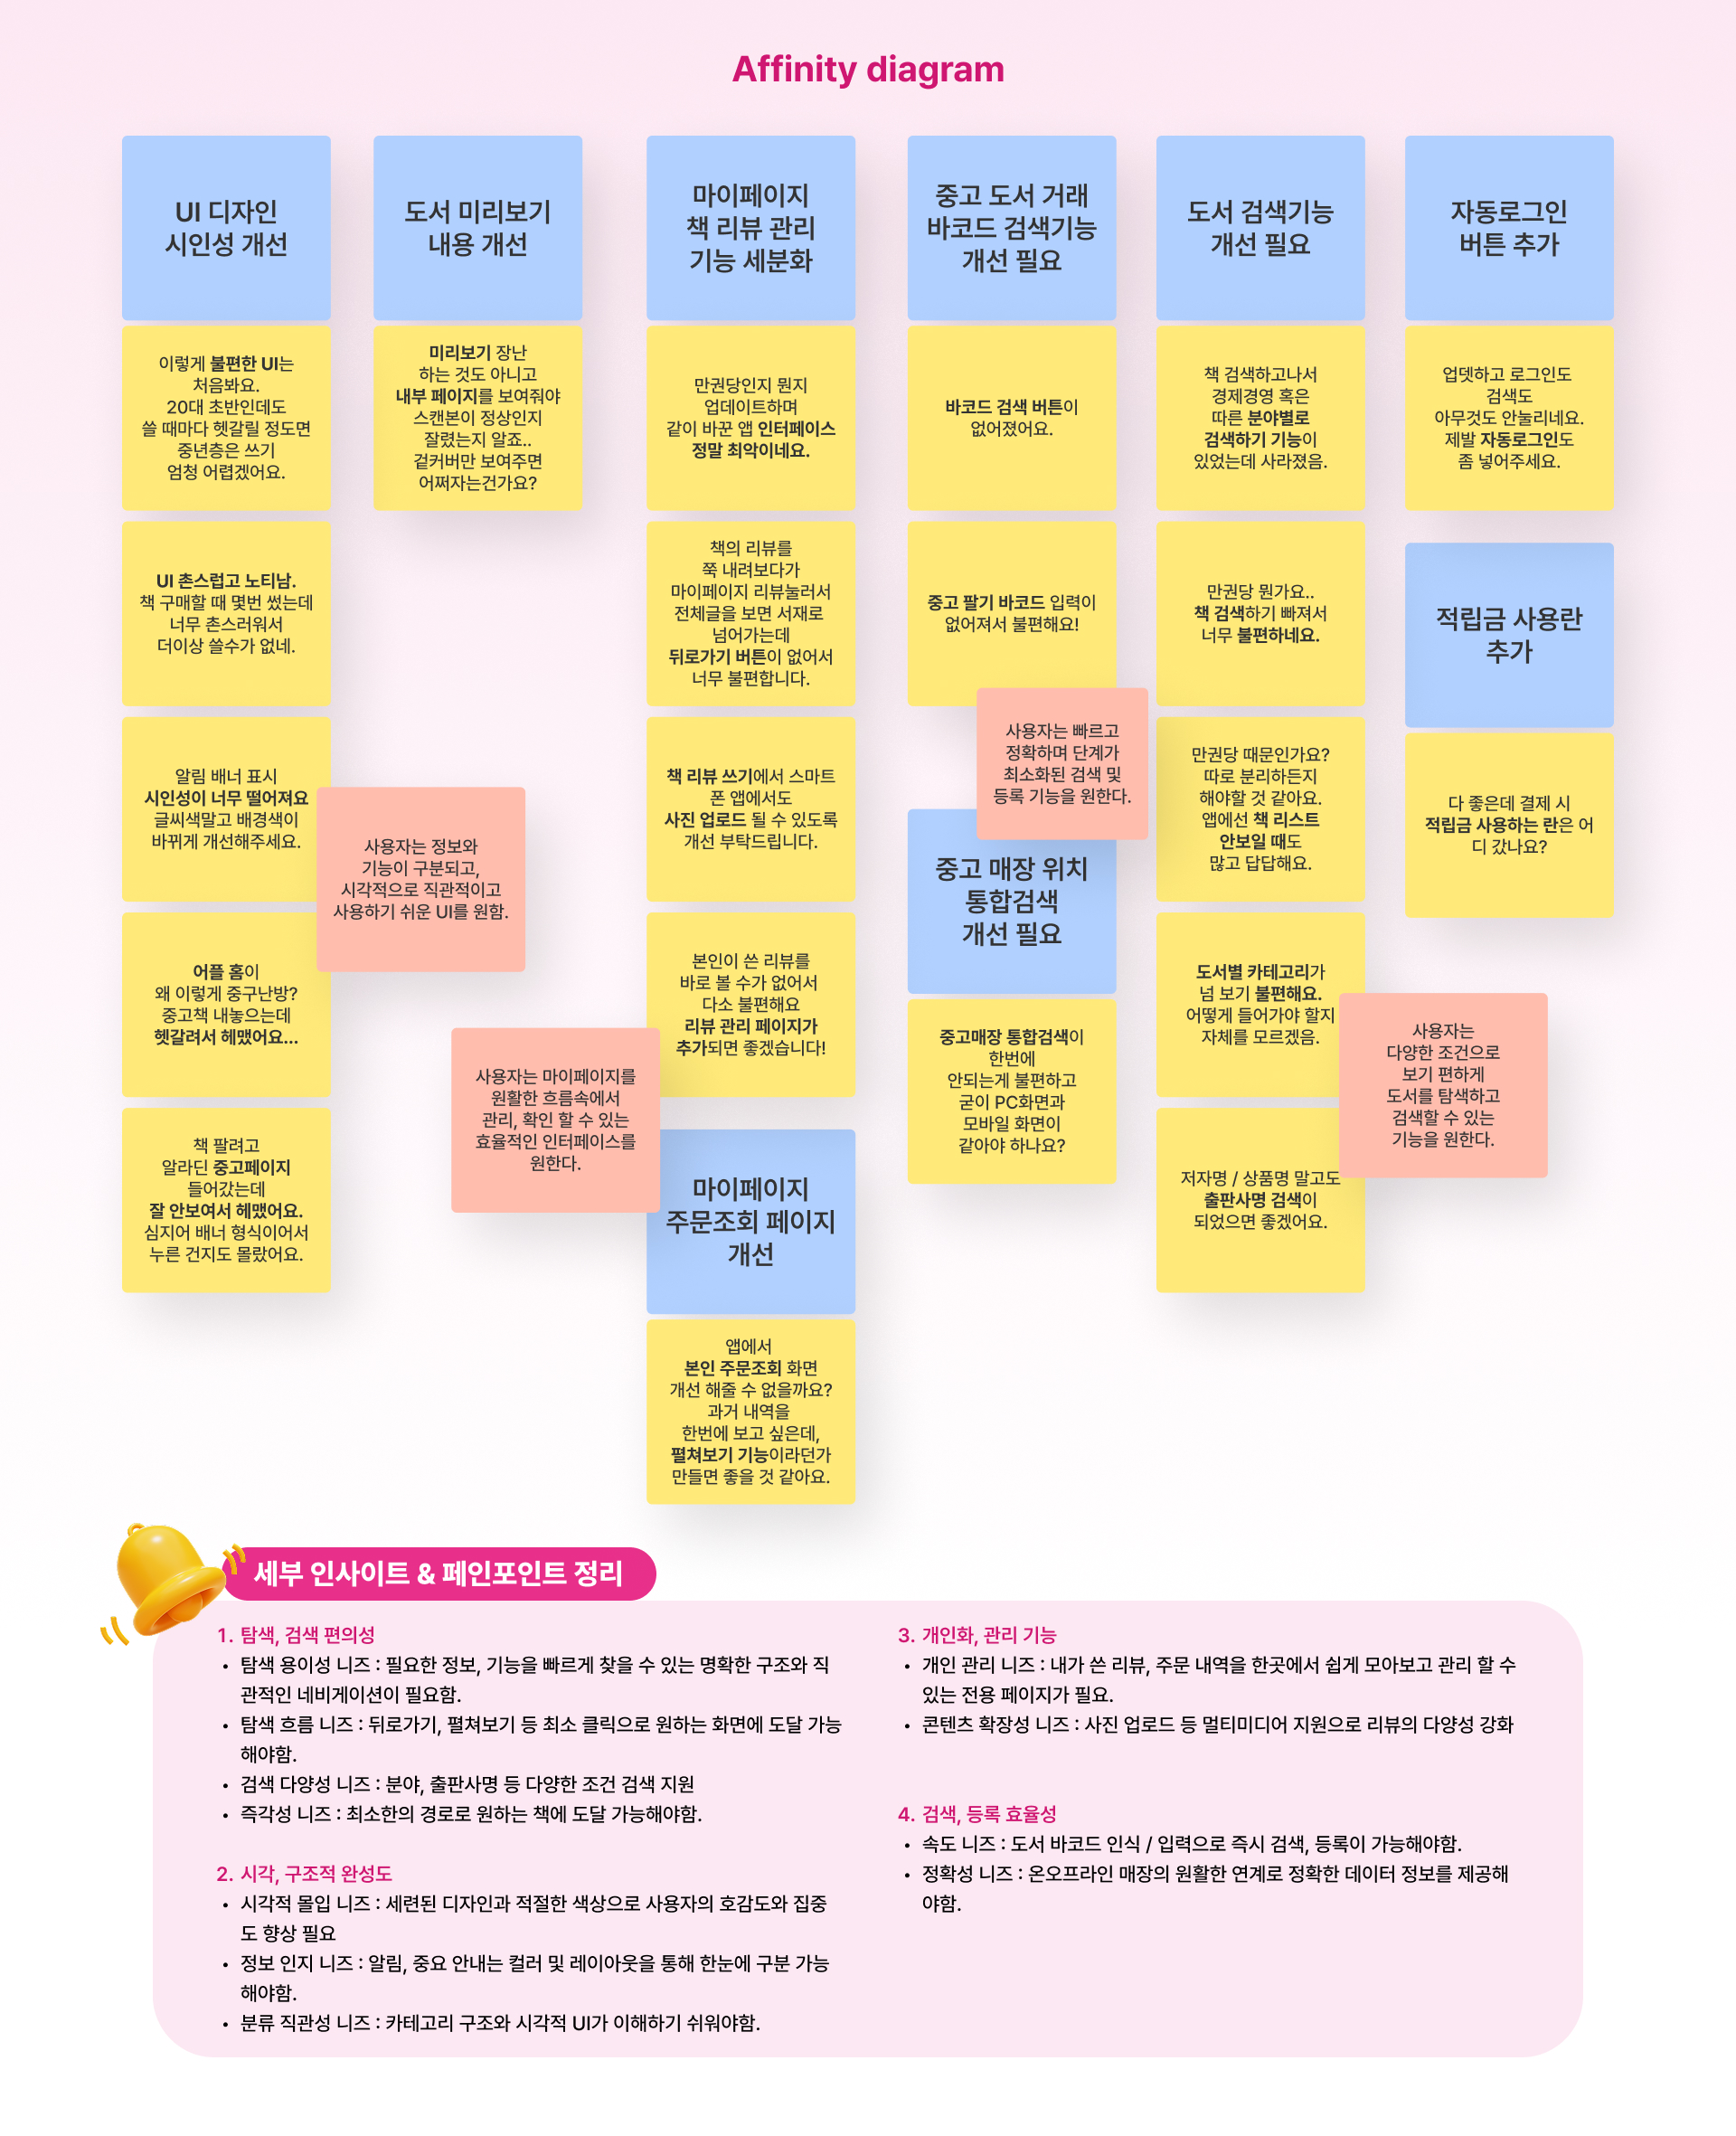 Affinity diagram
UI 디자인
시인성 개선
이렇게 불편한 UI는
처음봐요.
20대 초반인데도
쓸 때마다 헷갈릴 정도면
중년층은 쓰기
엄청 어렵겠어요.
UI 촌스럽고 노티남.
책 구매할 때 몇번 썼는데
너무 촌스러워서
더이상 쓸수가 없네.
알림 배너 표시
시인성이 너무 떨어져요
글씨색말고 배경색이
바뀌게 개선해주세요.
어플 홈이
왜 이렇게 중구난방?
중고책 내놓으는데
헷갈려서 헤맸어요...
책 팔려고
알라딘 중고페이지
들어갔는데
잘 안보여서 헤맸어요.
심지어 배너 형식이어서
누른 건지도 몰랐어요.
사용자는 정보와
기능이 구분되고,
시각적으로 직관적이고
사용하기 쉬운 UI를 원함.
도서 미리보기
내용 개선
미리보기 장난
하는 것도 아니고
내부 페이지를 보여줘야
스캔본이 정상인지
잘렸는지 알죠..
겉커버만 보여주면
어쩌자는건가요?
마이페이지
책 리뷰 관리
기능 세분화
만권당인지 뭔지
업데이트하며
같이 바꾼 앱 인터페이스
정말 최악이네요.
책의 리뷰를
쭉 내려보다가
마이페이지 리뷰눌러서
전체글을 보면 서재로
넘어가는데
뒤로가기 버튼이 없어서
너무 불편합니다.
책 리뷰 쓰기에서 스마트
폰 앱에서도
사진 업로드 될 수 있도록
개선 부탁드립니다.
본인이 쓴 리뷰를
바로 볼 수가 없어서
다소 불편해요
리뷰 관리 페이지가
추가되면 좋겠습니다!
사용자는 마이페이지를
원활한 흐름속에서
관리, 확인 할 수 있는
효율적인 인터페이스를
원한다.
마이페이지
주문조회 페이지
개선
앱에서
본인 주문조회 화면
개선 해줄 수 없을까요?
과거 내역을
한번에 보고 싶은데,
펼쳐보기 기능이라던가
만들면 좋을 것 같아요.
중고 도서 거래
바코드 검색기능
개선 필요
바코드 검색 버튼이
없어졌어요.
중고 팔기 바코드 입력이
없어져서 불편해요!
사용자는 빠르고
정확하며 단계가
최소화된 검색 및
등록 기능을 원한다.
중고 매장 위치
통합검색
개선 필요
중고매장 통합검색이
한번에
안되는게 불편하고
굳이 PC화면과
모바일 화면이
같아야 하나요?
도서 검색기능
개선 필요
책 검색하고나서
경제경영 혹은
따른 분야별로
검색하기 기능이
있었는데 사라졌음.
만권당 뭔가요..
책 검색하기 빠져서
너무 불편하네요.
만권당 때문인가요?
따로 분리하든지
해야할 것 같아요.
앱에선 책 리스트
안보일 때도
많고 답답해요.
도서별 카테고리가
넘 보기 불편해요.
어떻게 들어가야 할지
자체를 모르겠음.
저자명 / 상품명 말고도
출판사명 검색이
되었으면 좋겠어요.
사용자는
다양한 조건으로
보기 편하게
도서를 탐색하고
검색할 수 있는
기능을 원한다.
자동로그인
버튼 추가
업뎃하고 로그인도
검색도
아무것도 안눌리네요.
제발 자동로그인도
좀 넣어주세요.
적립금 사용란
추가
다 좋은데 결제 시
적립금 사용하는 란은 어
디 갔나요?
세부 인사이트 & 페인포인트 정리
1. 탐색, 검색 편의성
• 탐색 용이성 니즈 : 필요한 정보, 기능을 빠르게 찾을 수 있는 명확한 구조와 직
관적인 네비게이션이 필요함.
• 탐색 흐름 니즈 : 뒤로가기, 펼쳐보기 등 최소 클릭으로 원하는 화면에 도달 가능
해야함.
• 검색 다양성 니즈 : 분야, 출판사명 등 다양한 조건 검색 지원
• 즉각성 니즈 : 최소한의 경로로 원하는 책에 도달 가능해야함.
2. 시각, 구조적 완성도
• 시각적 몰입 니즈 : 세련된 디자인과 적절한 색상으로 사용자의 호감도와 집중
도 향상 필요
• 정보 인지 니즈 : 알림, 중요 안내는 컬러 및 레이아웃을 통해 한눈에 구분 가능
해야함.
• 분류 직관성 니즈 : 카테고리 구조와 시각적 UI가 이해하기 쉬워야함.
3. 개인화, 관리 기능
• 개인 관리 니즈 : 내가 쓴 리뷰, 주문 내역을 한곳에서 쉽게 모아보고 관리 할 수
있는 전용 페이지가 필요.
• 콘텐츠 확장성 니즈 : 사진 업로드 등 멀티미디어 지원으로 리뷰의 다양성 강화
4. 검색, 등록 효율성
• 속도 니즈 : 도서 바코드 인식 / 입력으로 즉시 검색, 등록이 가능해야함.
• 정확성 니즈 : 온오프라인 매장의 원활한 연계로 정확한 데이터 정보를 제공해
야함.